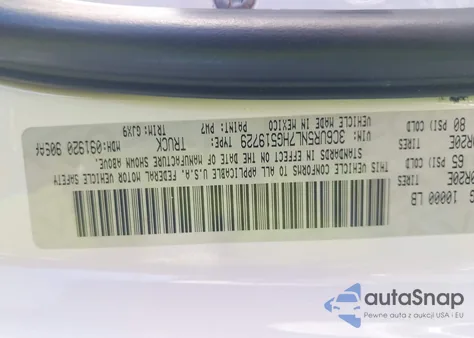 10000 LB
TIRES
65 PSI) COLD
TIRES
80 PSI) COLD
THIS VEHICLE CONFORMS TO ALL APPLICABLE U.S.A. FEDERAL MOTOR VEHICLE SAFETY
STANDARDS IN EFFECT ON THE DATE OF MANUFACTURE SHOWN ABOVE.
VIN: 3C6UR5NL7HG519729 TYPE: TRUCK
VEHICLE MADE IN MEXICO PAINT: PW7 TRIM: GJX9
MDH: 091920
autoSnap
Pewne auta z aukcji USA i EU